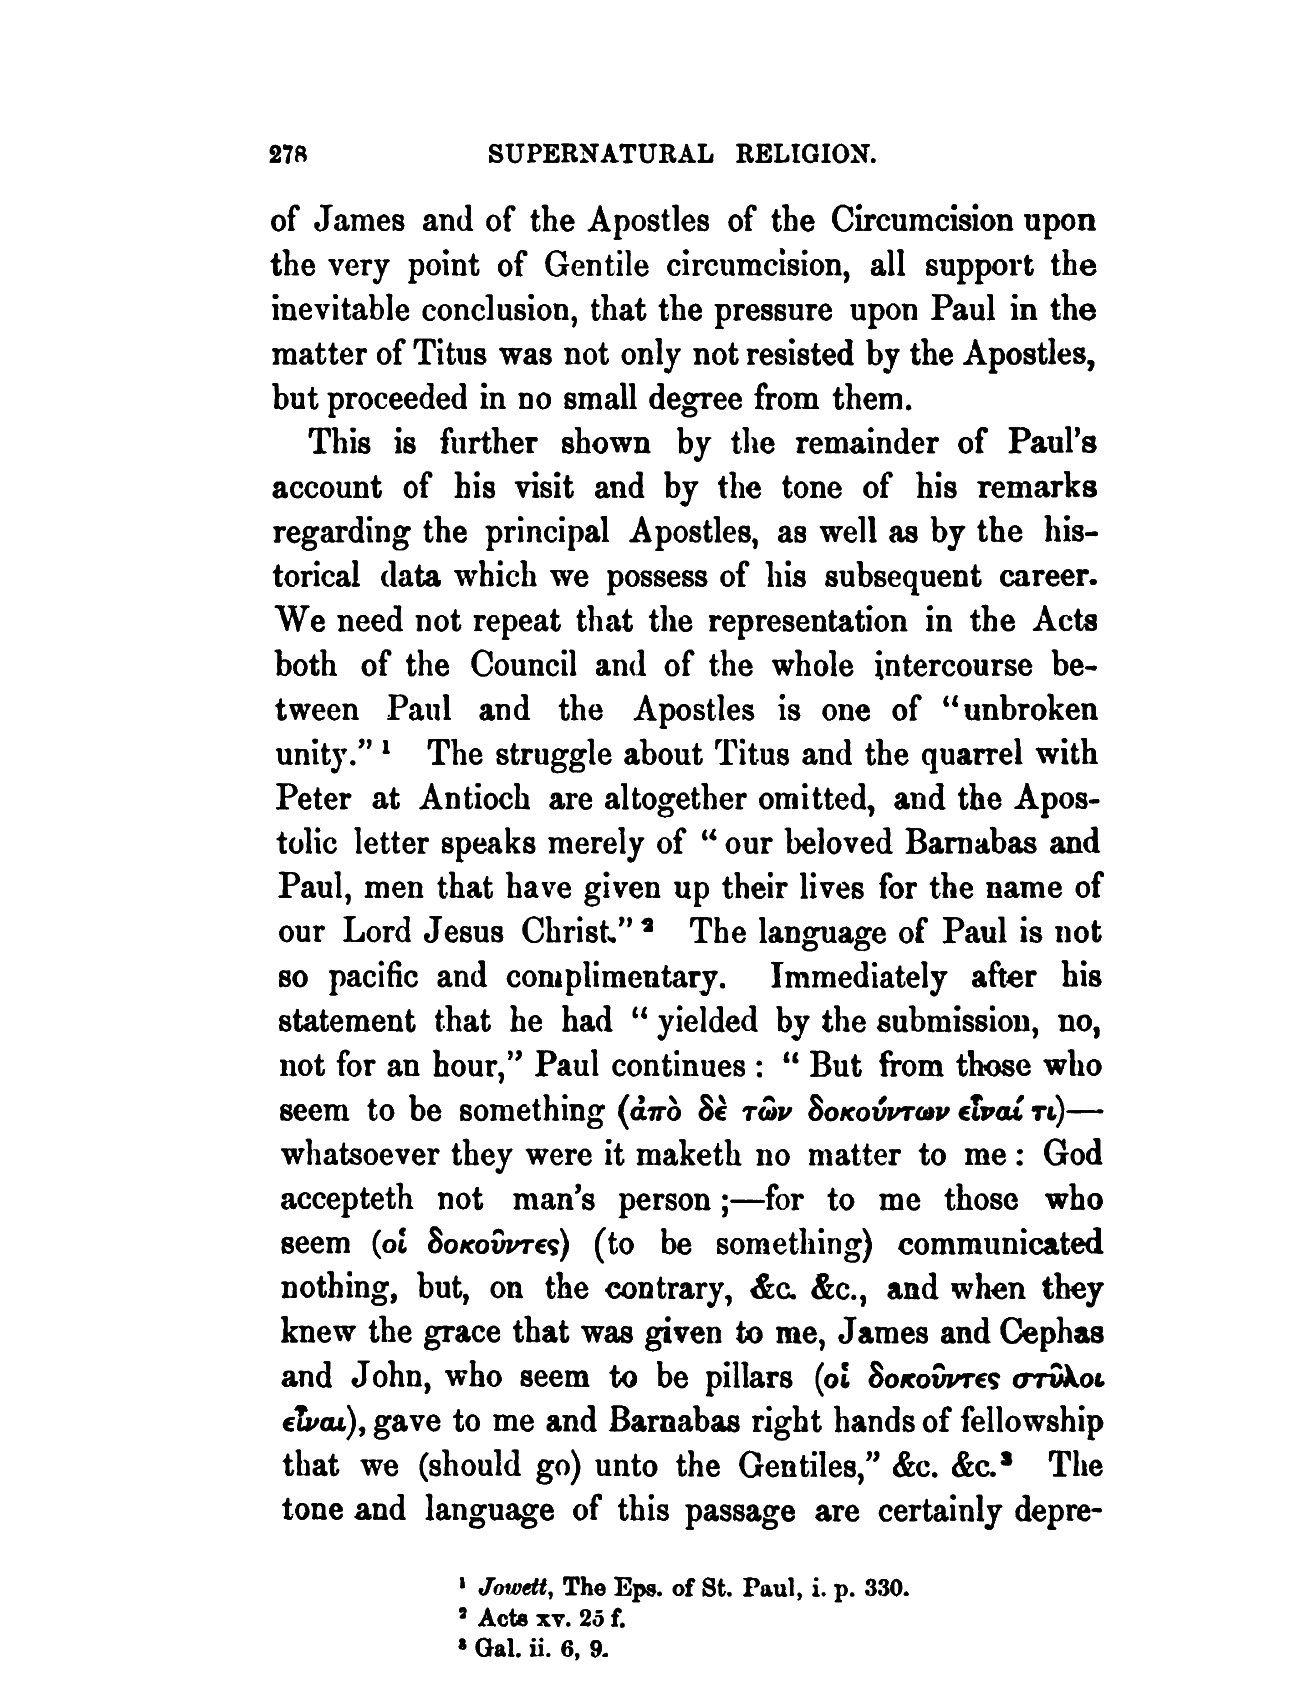 278 SUPERNATURAL RELIGION.
of James and of the Apostles of the Circumcision upon
the very point of Gentile circumcision, all support the
inevitable conclusion, that the pressure upon Paul in the
matter of Titus was not only not resisted by the Apostles,
but proceeded in no small degree from them.
This is further shown by the remainder of Paul's
account of his visit and by the tone of his remarks
regarding the principal Apostles, as well as by the his-
torical data which we possess of his subsequent career.
We need not repeat that the representation in the Acts
both of the Council and of the whole intercourse be-
tween Paul and the Apostles is one of “unbroken
unity.” ¹ The struggle about Titus and the quarrel with
Peter at Antioch are altogether omitted, and the Apos-
tolic letter speaks merely of “our beloved Barnabas and
Paul, men that have given up their lives for the name of
our Lord Jesus Christ.” ² The language of Paul is not
so pacific and complimentary. Immediately after his
statement that he had “yielded by the submission, no,
not for an hour,” Paul continues : “But from those who
seem to be something (ἀπὸ δὲ τῶν δοκούντων εἶναί τι)—
whatsoever they were it maketh no matter to me : God
accepteth not man's person ;—for to me those who
seem (οἱ δοκοῦντες) (to be something) communicated
nothing, but, on the contrary, &c. &c., and when they
knew the grace that was given to me, James and Cephas
and John, who seem to be pillars (οἱ δοκοῦντες στῦλοι
εἶναι), gave to me and Barnabas right hands of fellowship
that we (should go) unto the Gentiles,” &c. &c.³ The
tone and language of this passage are certainly depre-
¹ Jowett, The Eps. of St. Paul, i. p. 330.
² Acts xv. 25 f.
³ Gal. ii. 6, 9.